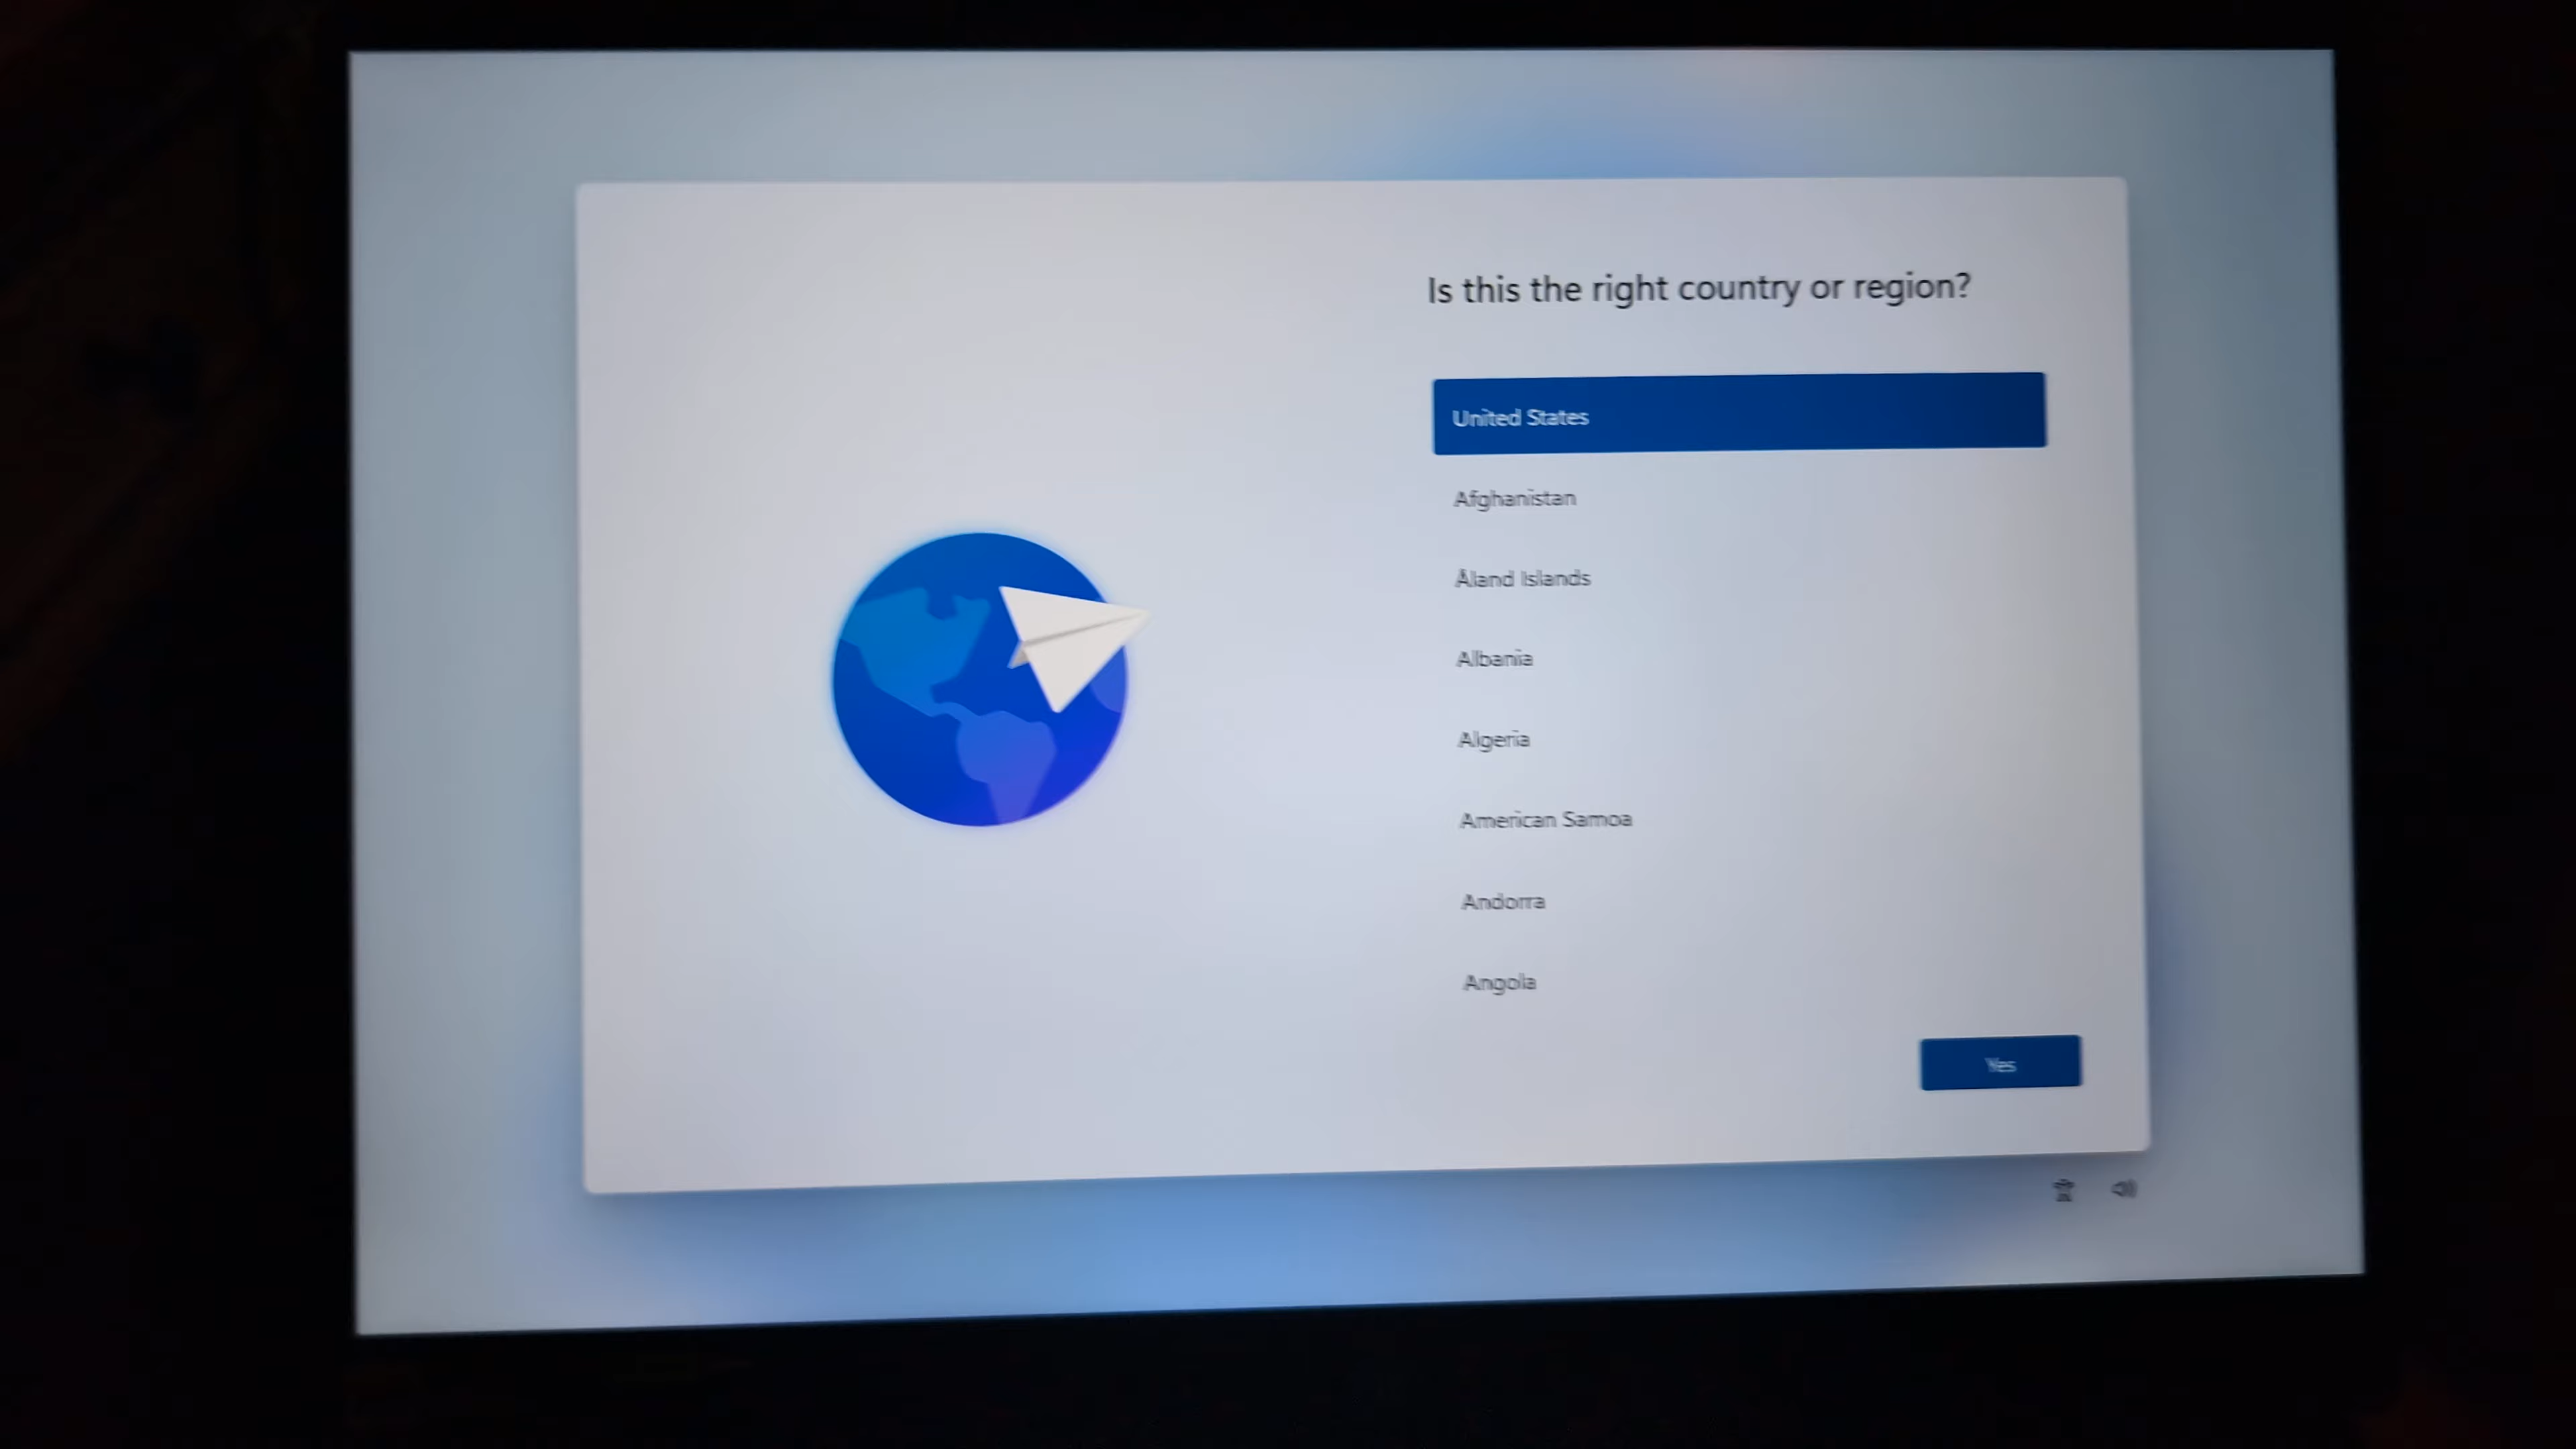 Is this the right country or region?
United States
Afghanistan
Åland Islands
Albania
Algeria
American Samoa
Andorra
Angola
Yes